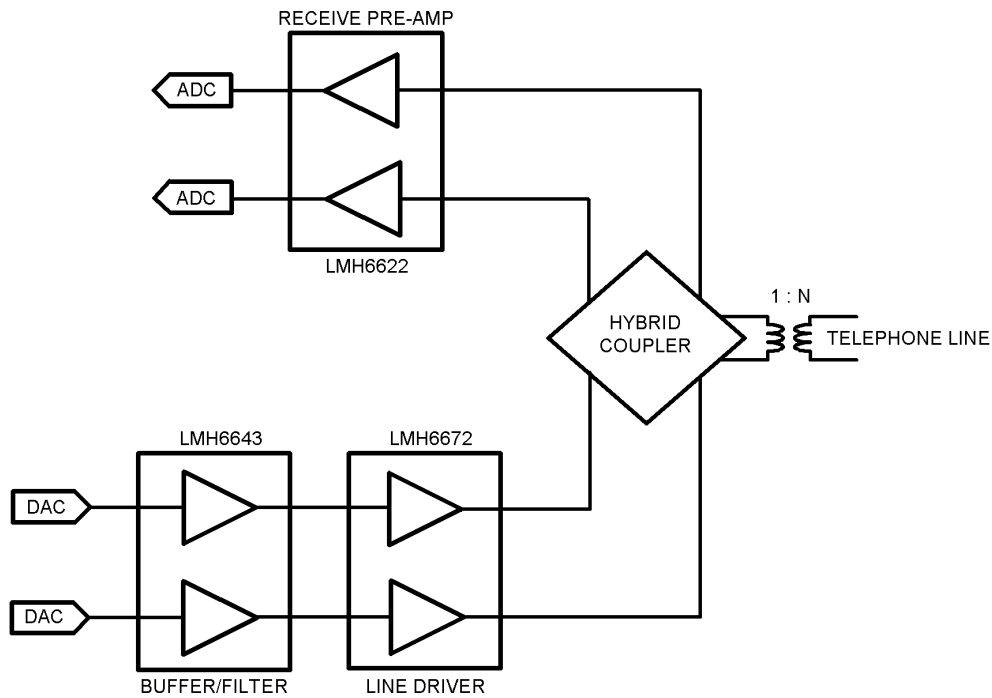 RECEIVE PRE-AMP
ADC
ADC
LMH6622
1 : N
HYBRID
COUPLER
TELEPHONE LINE
LMH6643
LMH6672
DAC
DAC
BUFFER/FILTER
LINE DRIVER